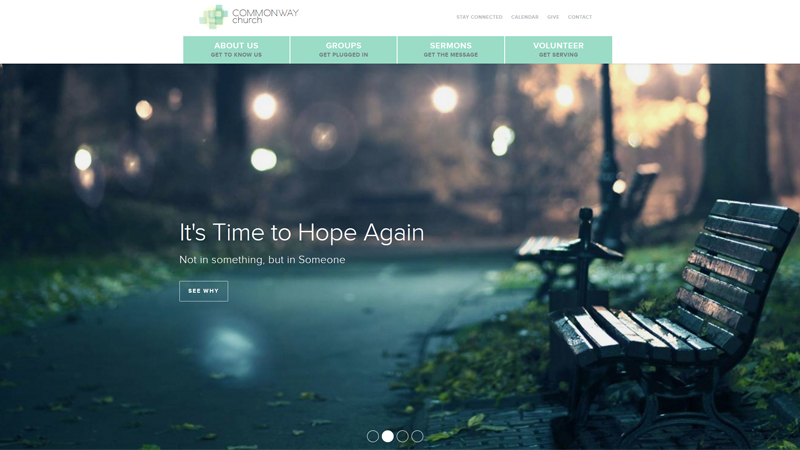 COMMONWAY
church
STAY CONNECTED CALENDAR GIVE CONTACT
ABOUT US GROUPS SERMONS VOLUNTEER
GET TO KNOW US GET PLUGGED IN GET THE MESSAGE GET SERVING
It's Time to Hope Again
Not in something, but in Someone
SEE WHY